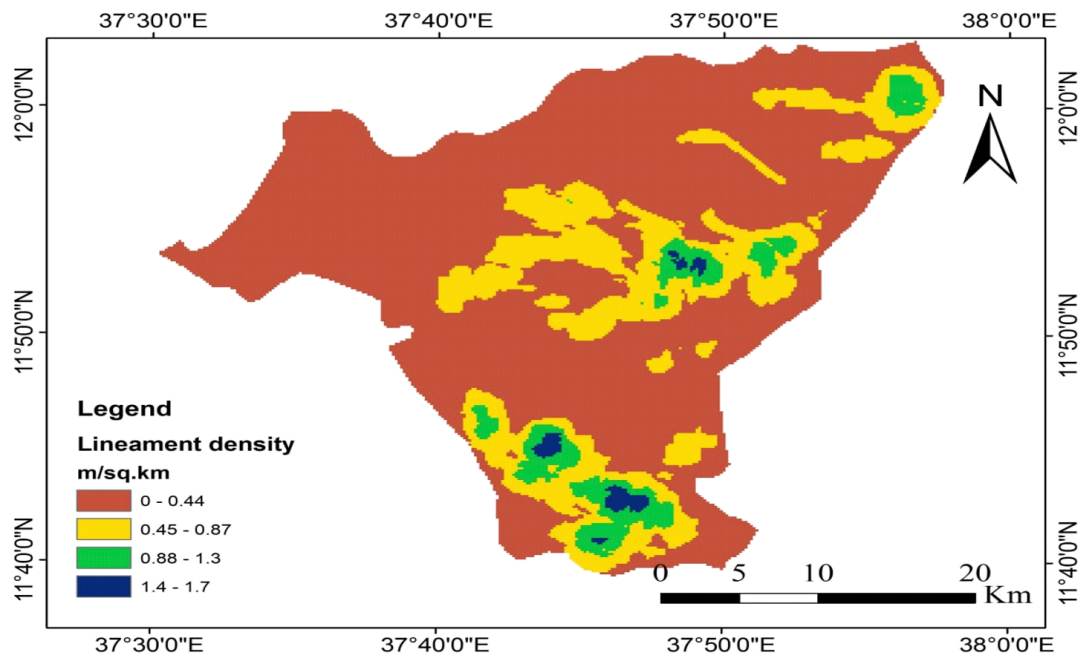 37°30'0"E 37°40'0"E 37°50'0"E 38°0'0"E
12°0'0"N
12°0'0"N
N
11°50'0"N
11°50'0"N
Legend
Lineament density
m/sq.km
0 - 0.44
0.45 - 0.87
0.88 - 1.3
1.4 - 1.7
11°40'0"N
11°40'0"N
0 5 10 20
Km
37°30'0"E 37°40'0"E 37°50'0"E 38°0'0"E